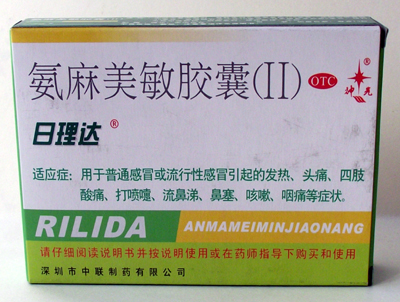 氨麻美敏胶囊(II)
OTC
®
日理达®
适应症：用于普通感冒或流行性感冒引起的发热、头痛、四肢
酸痛、打喷嚏、流鼻涕、鼻塞、咳嗽、咽痛等症状。
RILIDA ANMAMEIMINJIAONANG
请仔细阅读说明书并按说明使用或在药师指导下购买和使用
深圳市中联制药有限公司